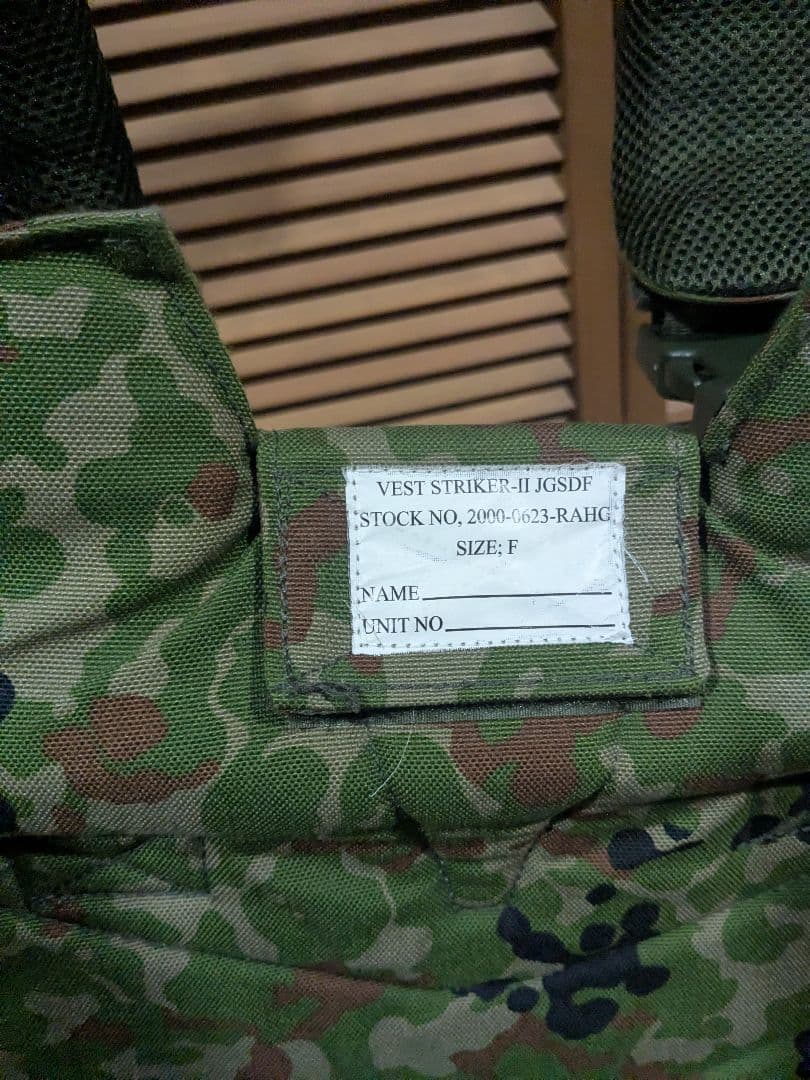 VEST STRIKER-II JGSDF
STOCK NO, 2000-0623-RAHG
SIZE; F
NAME
UNIT NO